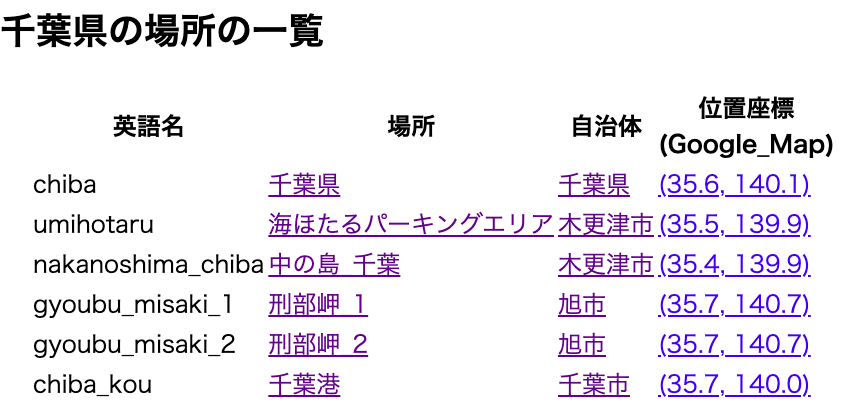 千葉県の場所の一覧
英語名 場所 自治体 位置座標
(Google_Map)
chiba 千葉県 千葉県 (35.6, 140.1)
umihotaru 海ほたるパーキングエリア 木更津市 (35.5, 139.9)
nakanoshima_chiba 中の島_千葉 木更津市 (35.4, 139.9)
gyoubu_misaki_1 刑部岬_1 旭市 (35.7, 140.7)
gyoubu_misaki_2 刑部岬_2 旭市 (35.7, 140.7)
chiba_kou 千葉港 千葉市 (35.7, 140.0)